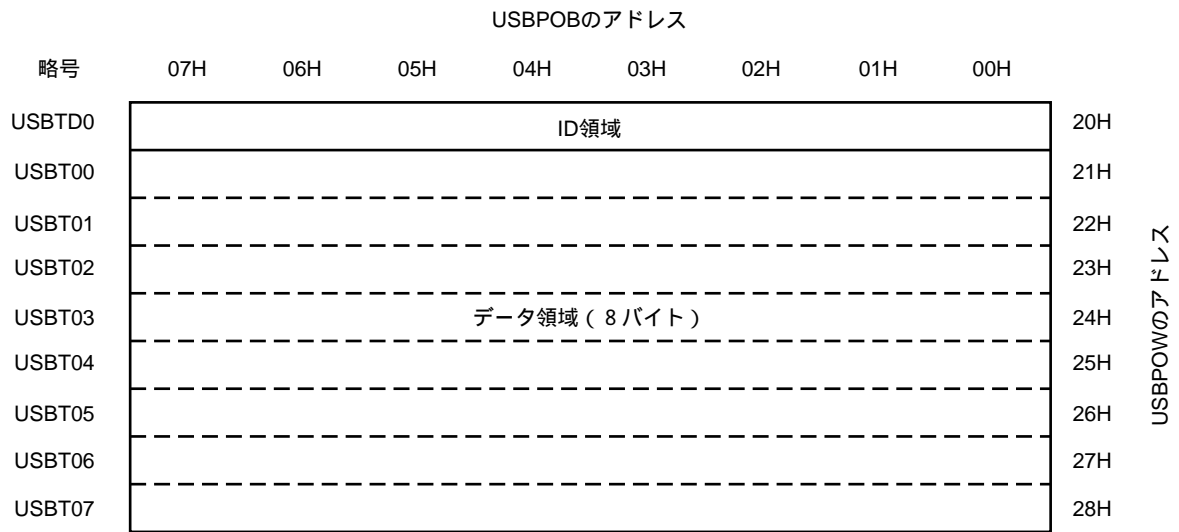 USBPOBのアドレス
略号 07H 06H 05H 04H 03H 02H 01H 00H
USBTD0 ID領域 20H
USBT00 21H
USBT01 22H
USBT02 23H
USBT03 データ領域(8バイト) 24H
USBT04 25H
USBT05 26H
USBT06 27H
USBT07 28H
USBPOWのアドレス